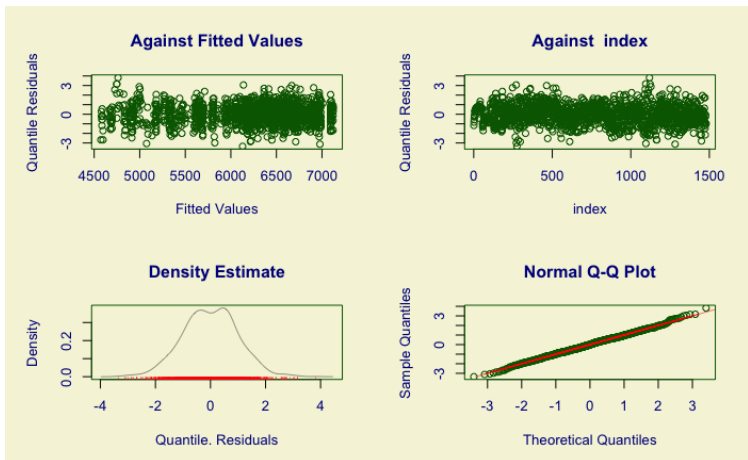 Against Fitted Values
Quantile Residuals
3
0
-3
4500 5000 5500 6000 6500 7000
Fitted Values
Against index
Quantile Residuals
3
0
-3
0 500 1000 1500
index
Density Estimate
Density
0.2
0.0
-4 -2 0 2 4
Quantile. Residuals
Normal Q-Q Plot
Sample Quantiles
3
0
-3
-3 -2 -1 0 1 2 3
Theoretical Quantiles